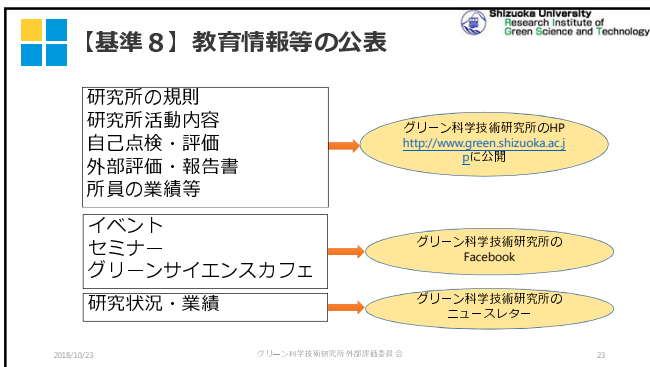 Shizuoka University
Research Institute of
Green Science and Technology
【基準８】教育情報等の公表
研究所の規則
研究所活動内容
自己点検・評価
外部評価・報告書
所員の業績等
グリーン科学技術研究所のHP
http://www.green.shizuoka.ac.j
pに公開
イベント
セミナー
グリーンサイエンスカフェ
グリーン科学技術研究所の
Facebook
研究状況・業績
グリーン科学技術研究所の
ニュースレター
2018/10/23
グリーン科学技術研究所 外部評価委員会
23